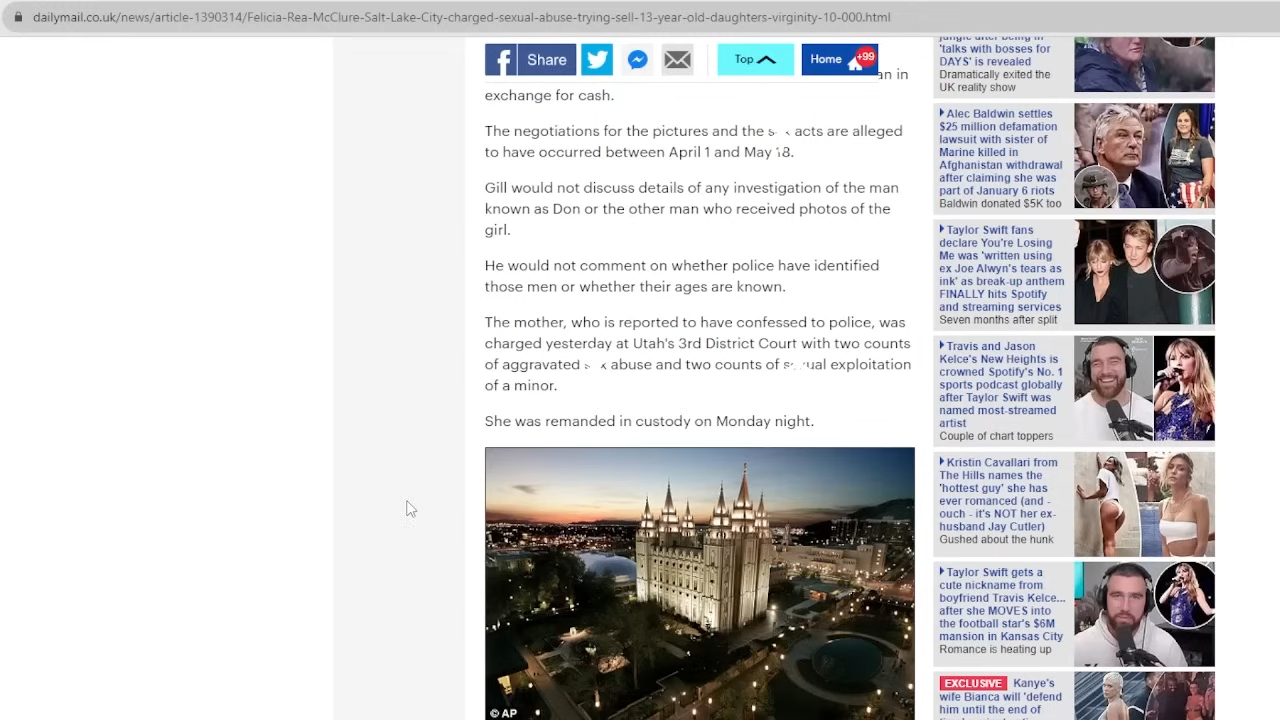 dailymail.co.uk/news/article-1390314/Felicia-Rea-McClure-Salt-Lake-City-charged-sexual-abuse-trying-sell-13-year-old-daughters-virginity-10-000.html
Share
Top
Home
+99
an in
exchange for cash.
The negotiations for the pictures and the s k acts are alleged
to have occurred between April 1 and May 18.
Gill would not discuss details of any investigation of the man
known as Don or the other man who received photos of the
girl.
He would not comment on whether police have identified
those men or whether their ages are known.
The mother, who is reported to have confessed to police, was
charged yesterday at Utah's 3rd District Court with two counts
of aggravated abuse and two counts of exploitation
of a minor.
She was remanded in custody on Monday night.
© AP
jungle after being in
'talks with bosses for
DAYS' is revealed
Dramatically exited the
UK reality show
Alec Baldwin settles
$25 million defamation
lawsuit with sister of
Marine killed in
Afghanistan withdrawal
after claiming she was
part of January 6 riots
Baldwin donated $5K too
Taylor Swift fans
declare You're Losing
Me was 'written using
ex Joe Alwyn's tears as
ink' as break-up anthem
FINALLY hits Spotify
and streaming services
Seven months after split
Travis and Jason
Kelce's New Heights is
crowned Spotify's No. 1
sports podcast globally
after Taylor Swift was
named most-streamed
artist
Couple of chart toppers
Kristin Cavallari from
The Hills names the
'hottest guy' she has
ever romanced (and -
ouch - it's NOT her ex-
husband Jay Cutler)
Gushed about the hunk
Taylor Swift gets a
cute nickname from
boyfriend Travis Kelce...
after she MOVES into
the football star's $6M
mansion in Kansas City
Romance is heating up
EXCLUSIVE Kanye's
wife Bianca will 'defend
him until the end of